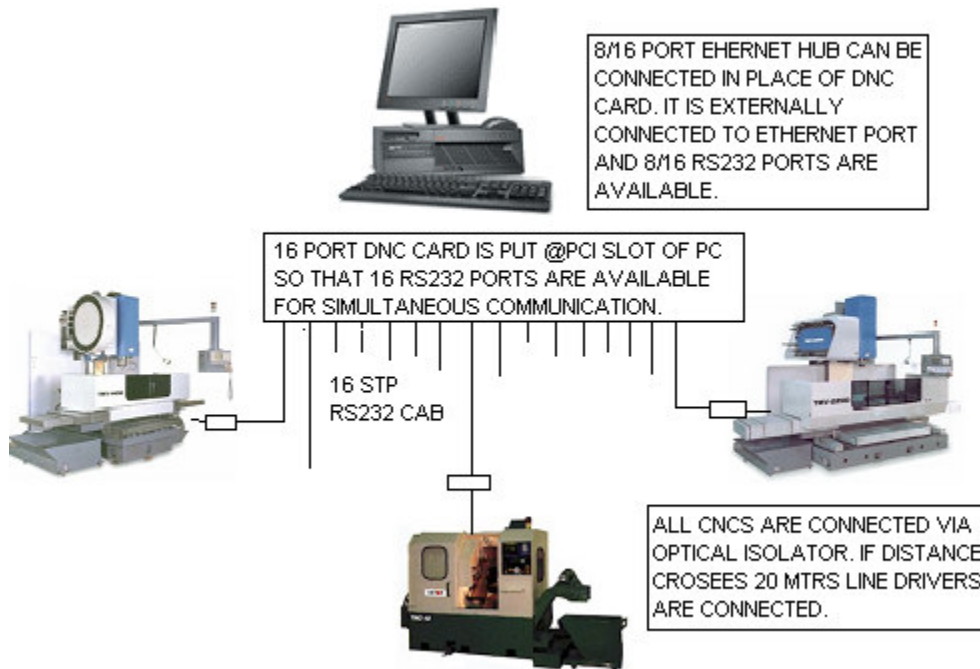 8/16 PORT EHERNET HUB CAN BE
CONNECTED IN PLACE OF DNC
CARD. IT IS EXTERNALLY
CONNECTED TO ETHERNET PORT
AND 8/16 RS232 PORTS ARE
AVAILABLE.
16 PORT DNC CARD IS PUT @PCI SLOT OF PC
SO THAT 16 RS232 PORTS ARE AVAILABLE
FOR SIMULTANEOUS COMMUNICATION.
16 STP
RS232 CAB
ALL CNCS ARE CONNECTED VIA
OPTICAL ISOLATOR. IF DISTANCE
CROSEES 20 MTRS LINE DRIVERS
ARE CONNECTED.